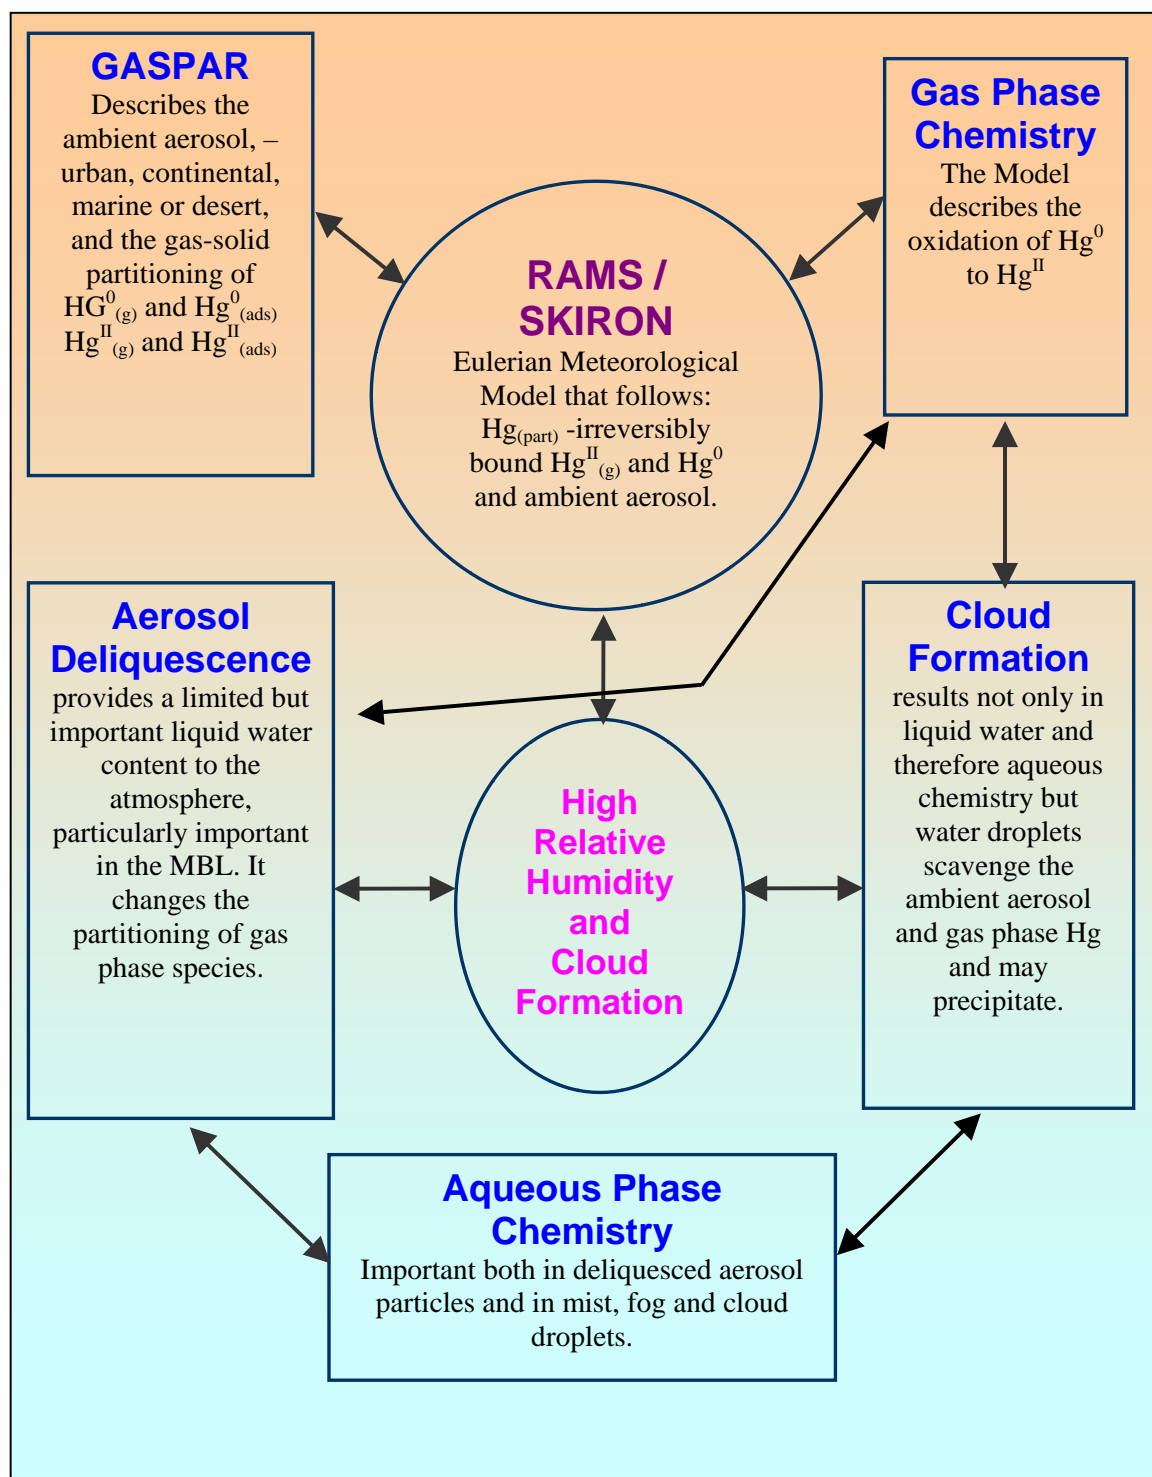 GASPAR
Describes the
ambient aerosol, –
urban, continental,
marine or desert,
and the gas-solid
partitioning of
HG⁰₍g₎ and Hg⁰₍ads₎
Hgᴵᴵ₍g₎ and Hgᴵᴵ₍ads₎
Gas Phase
Chemistry
The Model
describes the
oxidation of Hg⁰
to Hgᴵᴵ
RAMS /
SKIRON
Eulerian Meteorological
Model that follows:
Hg₍part₎ -irreversibly
bound Hgᴵᴵ₍g₎ and Hg⁰
and ambient aerosol.
Aerosol
Deliquescence
provides a limited but
important liquid water
content to the
atmosphere,
particularly important
in the MBL. It
changes the
partitioning of gas
phase species.
High
Relative
Humidity
and
Cloud
Formation
Cloud
Formation
results not only in
liquid water and
therefore aqueous
chemistry but
water droplets
scavenge the
ambient aerosol
and gas phase Hg
and may
precipitate.
Aqueous Phase
Chemistry
Important both in deliquesced aerosol
particles and in mist, fog and cloud
droplets.